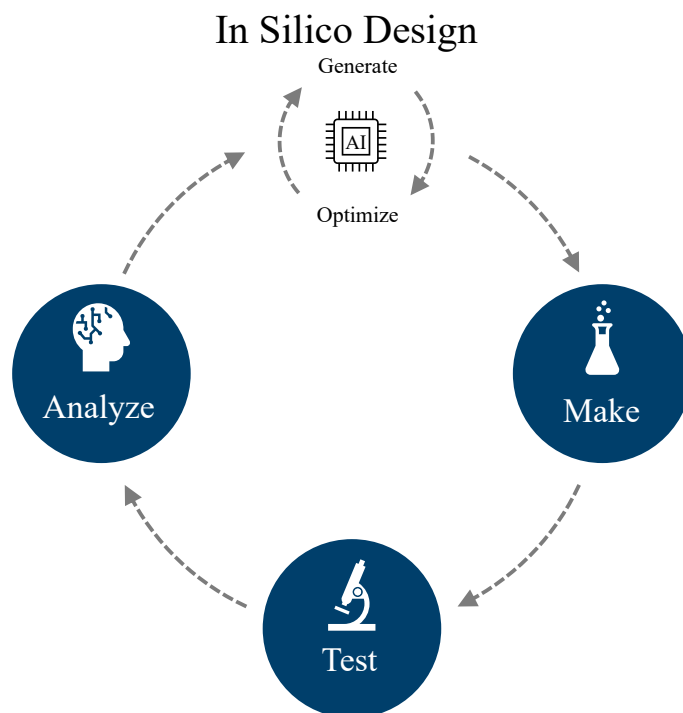 In Silico Design
Generate
AI
Optimize
Analyze
Make
Test